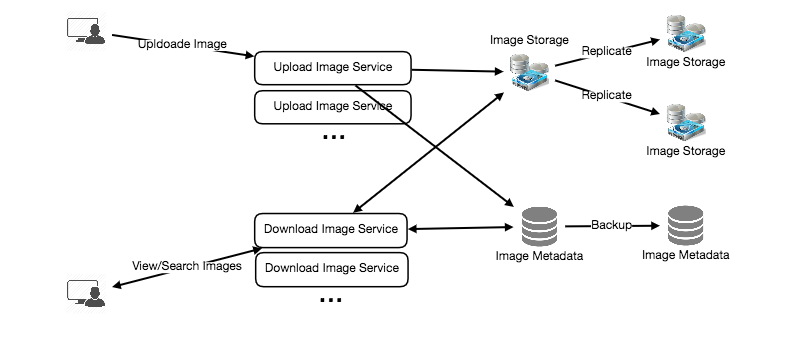 Upldoade Image
Image Storage
Replicate
Image Storage
Upload Image Service
Upload Image Service
...
Replicate
Image Storage
Download Image Service
Backup
Image Metadata
Image Metadata
View/Search Images
Download Image Service
...